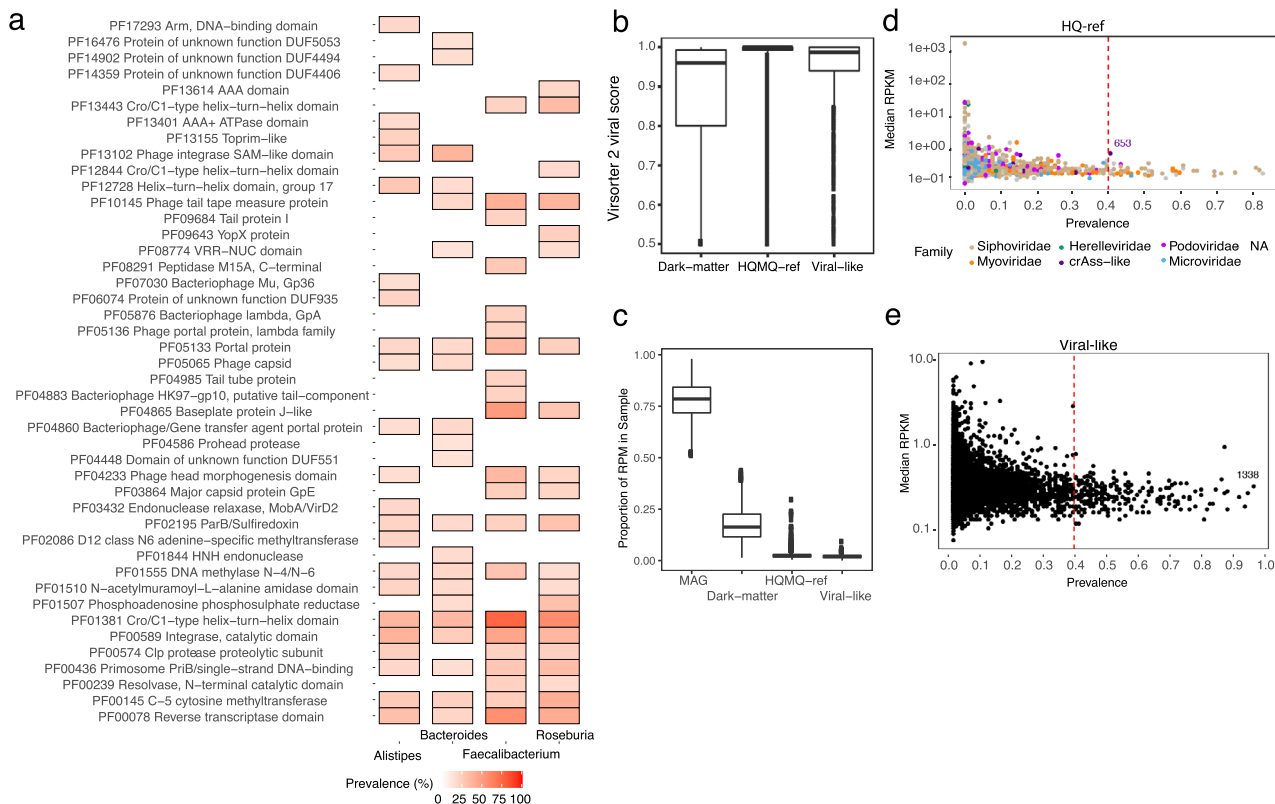 a
PF17293 Arm, DNA−binding domain
PF16476 Protein of unknown function DUF5053
PF14902 Protein of unknown function DUF4494
PF14359 Protein of unknown function DUF4406
PF13614 AAA domain
PF13443 Cro/C1−type helix−turn−helix domain
PF13401 AAA+ ATPase domain
PF13155 Toprim−like
PF13102 Phage integrase SAM−like domain
PF12844 Cro/C1−type helix−turn−helix domain
PF12728 Helix−turn−helix domain, group 17
PF10145 Phage tail tape measure protein
PF09684 Tail protein I
PF09643 YopX protein
PF08774 VRR−NUC domain
PF08291 Peptidase M15A, C−terminal
PF07030 Bacteriophage Mu, Gp36
PF06074 Protein of unknown function DUF935
PF05876 Bacteriophage lambda, GpA
PF05136 Phage portal protein, lambda family
PF05133 Portal protein
PF05065 Phage capsid
PF04985 Tail tube protein
PF04883 Bacteriophage HK97−gp10, putative tail−component
PF04865 Baseplate protein J−like
PF04860 Bacteriophage/Gene transfer agent portal protein
PF04586 Prohead protease
PF04448 Domain of unknown function DUF551
PF04233 Phage head morphogenesis domain
PF03864 Major capsid protein GpE
PF03432 Endonuclease relaxase, MobA/VirD2
PF02195 ParB/Sulfiredoxin
PF02086 D12 class N6 adenine−specific methyltransferase
PF01844 HNH endonuclease
PF01555 DNA methylase N−4/N−6
PF01510 N−acetylmuramoyl−L−alanine amidase domain
PF01507 Phosphoadenosine phosphosulphate reductase
PF01381 Cro/C1−type helix−turn−helix domain
PF00589 Integrase, catalytic domain
PF00574 Clp protease proteolytic subunit
PF00436 Primosome PriB/single−strand DNA−binding
PF00239 Resolvase, N−terminal catalytic domain
PF00145 C−5 cytosine methyltransferase
PF00078 Reverse transcriptase domain
Bacteroides Roseburia
Alistipes Faecalibacterium
Prevalence (%)
0 25 50 75 100
b
Virsorter 2 viral score
1.0
0.9
0.8
0.7
0.6
0.5
Dark−matter HQMQ−ref Viral−like
c
Proportion of RPM in Sample
1.00
0.75
0.50
0.25
0.00
MAG HQMQ−ref
Dark−matter Viral−like
d
HQ−ref
Median RPKM
1e+03
1e+02
1e+01
1e+00
1e−01
653
0.0 0.1 0.2 0.3 0.4 0.5 0.6 0.7 0.8
Prevalence
Family
Siphoviridae Herelleviridae Podoviridae NA
Myoviridae crAss−like Microviridae
e
Viral−like
Median RPKM
10.0
1.0
0.1
1338
0.0 0.1 0.2 0.3 0.4 0.5 0.6 0.7 0.8 0.9 1.0
Prevalence